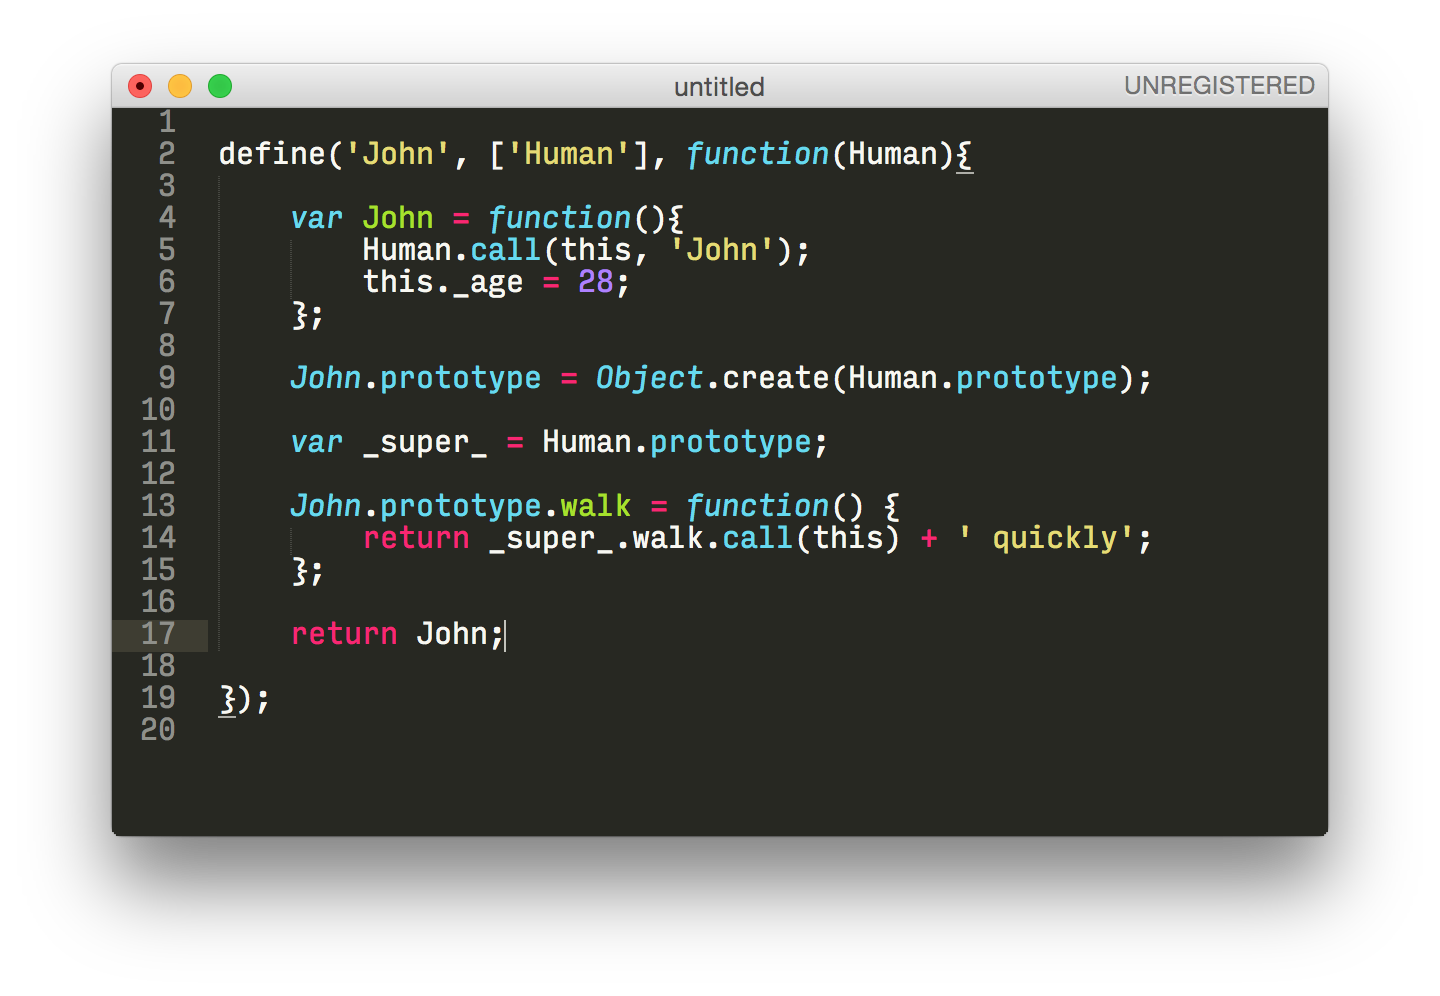 untitled UNREGISTERED
1
2 define('John', ['Human'], function(Human){
3
4     var John = function(){
5         Human.call(this, 'John');
6         this._age = 28;
7     };
8
9     John.prototype = Object.create(Human.prototype);
10
11     var _super_ = Human.prototype;
12
13     John.prototype.walk = function() {
14         return _super_.walk.call(this) + ' quickly';
15     };
16
17     return John;
18
19 });
20